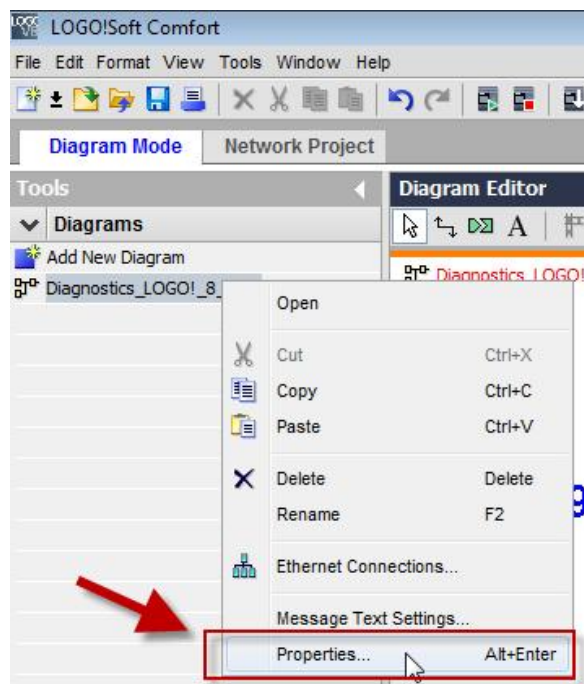 LOGO!Soft Comfort
File Edit Format View Tools Window Help
Diagram Mode Network Project
Tools Diagram Editor
Diagrams
A
Add New Diagram
Diagnostics_LOGO!_8_ Diagnostics_LOGO!
Open
Cut Ctrl+X
Copy Ctrl+C
Paste Ctrl+V
Delete Delete
Rename F2
Ethernet Connections...
Message Text Settings...
Properties... Alt+Enter